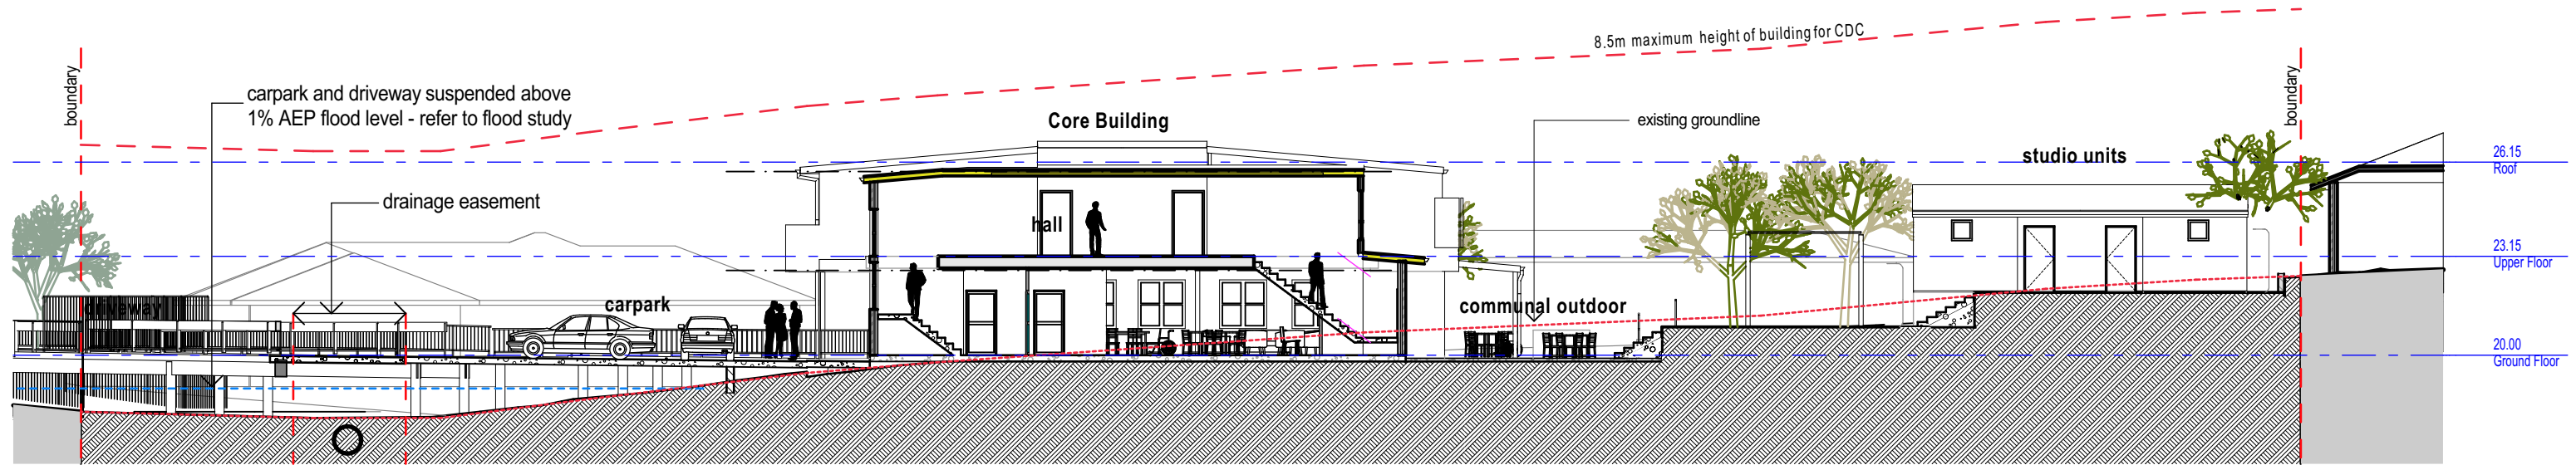 8.5m maximum height of building for CDC
boundary
boundary
carpark and driveway suspended above
1% AEP flood level - refer to flood study
Core Building
existing groundline
studio units
26.15
Roof
drainage easement
hall
23.15
Upper Floor
driveway
carpark
communal outdoor
20.00
Ground Floor